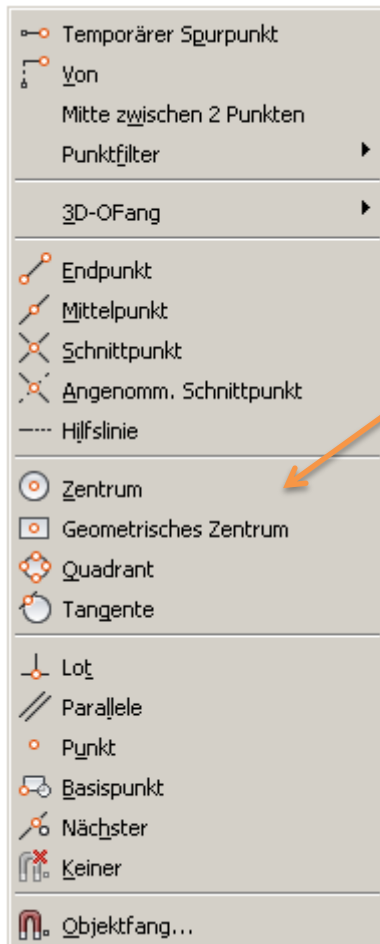 Temporärer Spurpunkt
Von
Mitte zwischen 2 Punkten
Punktfilter
3D-OFang
Endpunkt
Mittelpunkt
Schnittpunkt
Angenomm. Schnittpunkt
Hilfslinie
Zentrum
Geometrisches Zentrum
Quadrant
Tangente
Lot
Parallele
Punkt
Basispunkt
Nächster
Keiner
Objektfang...